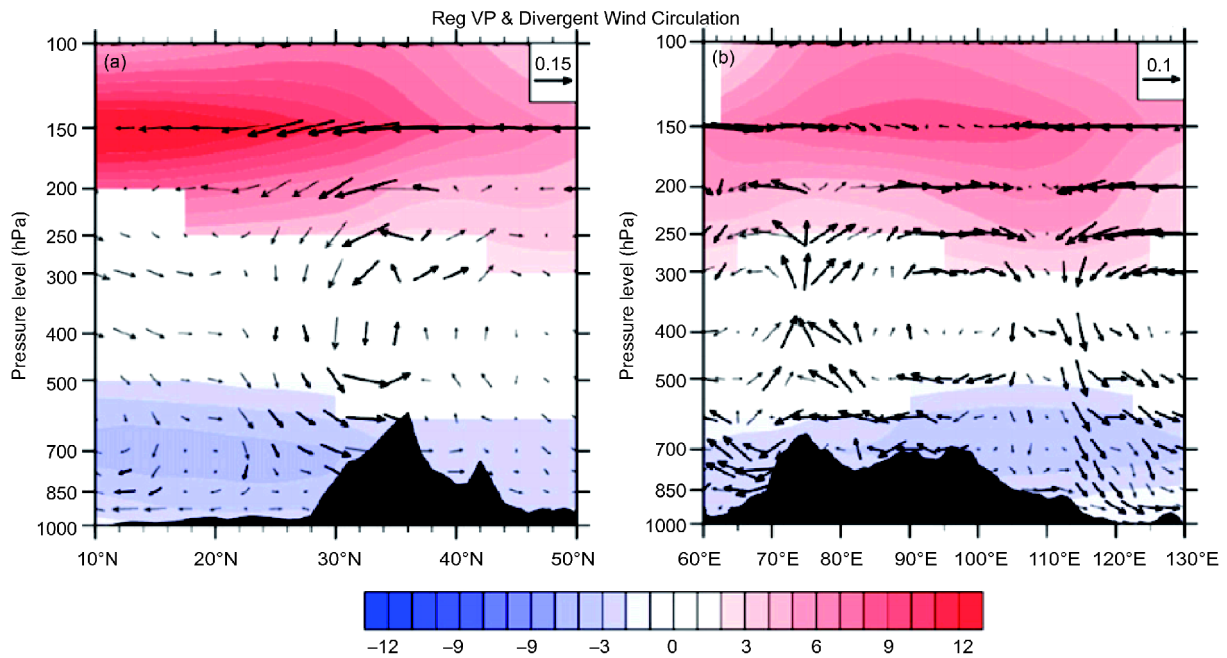 Reg VP & Divergent Wind Circulation
(a)
0.15
Pressure level (hPa)
100
150
200
250
300
400
500
700
850
1000
10°N 20°N 30°N 40°N 50°N
(b)
0.1
Pressure level (hPa)
100
150
200
250
300
400
500
700
850
1000
60°E 70°E 80°E 90°E 100°E 110°E 120°E 130°E
−12 −9 −9 −3 0 3 6 9 12